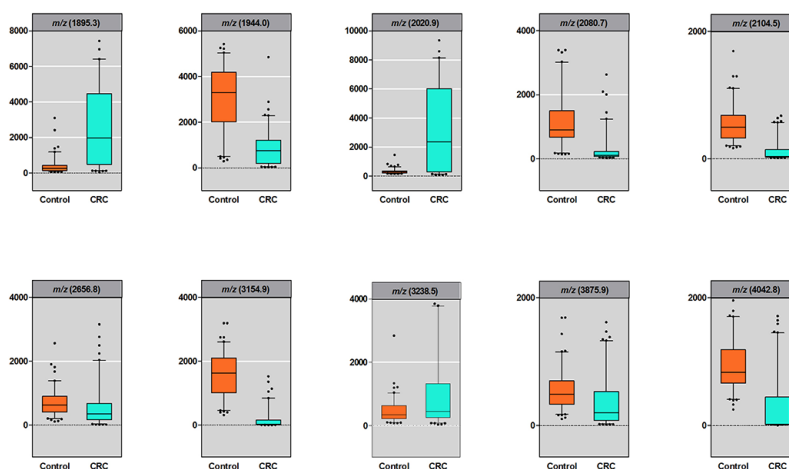 m/z (1895.3)
8000
6000
4000
2000
0
Control CRC
m/z (1944.0)
6000
4000
2000
0
Control CRC
m/z (2020.9)
10000
8000
6000
4000
2000
0
Control CRC
m/z (2080.7)
4000
2000
0
Control CRC
m/z (2104.5)
2000
0
Control CRC
m/z (2656.8)
4000
2000
0
Control CRC
m/z (3154.9)
4000
2000
0
Control CRC
m/z (3238.5)
4000
2000
0
Control CRC
m/z (3875.9)
2000
0
Control CRC
m/z (4042.8)
2000
0
Control CRC